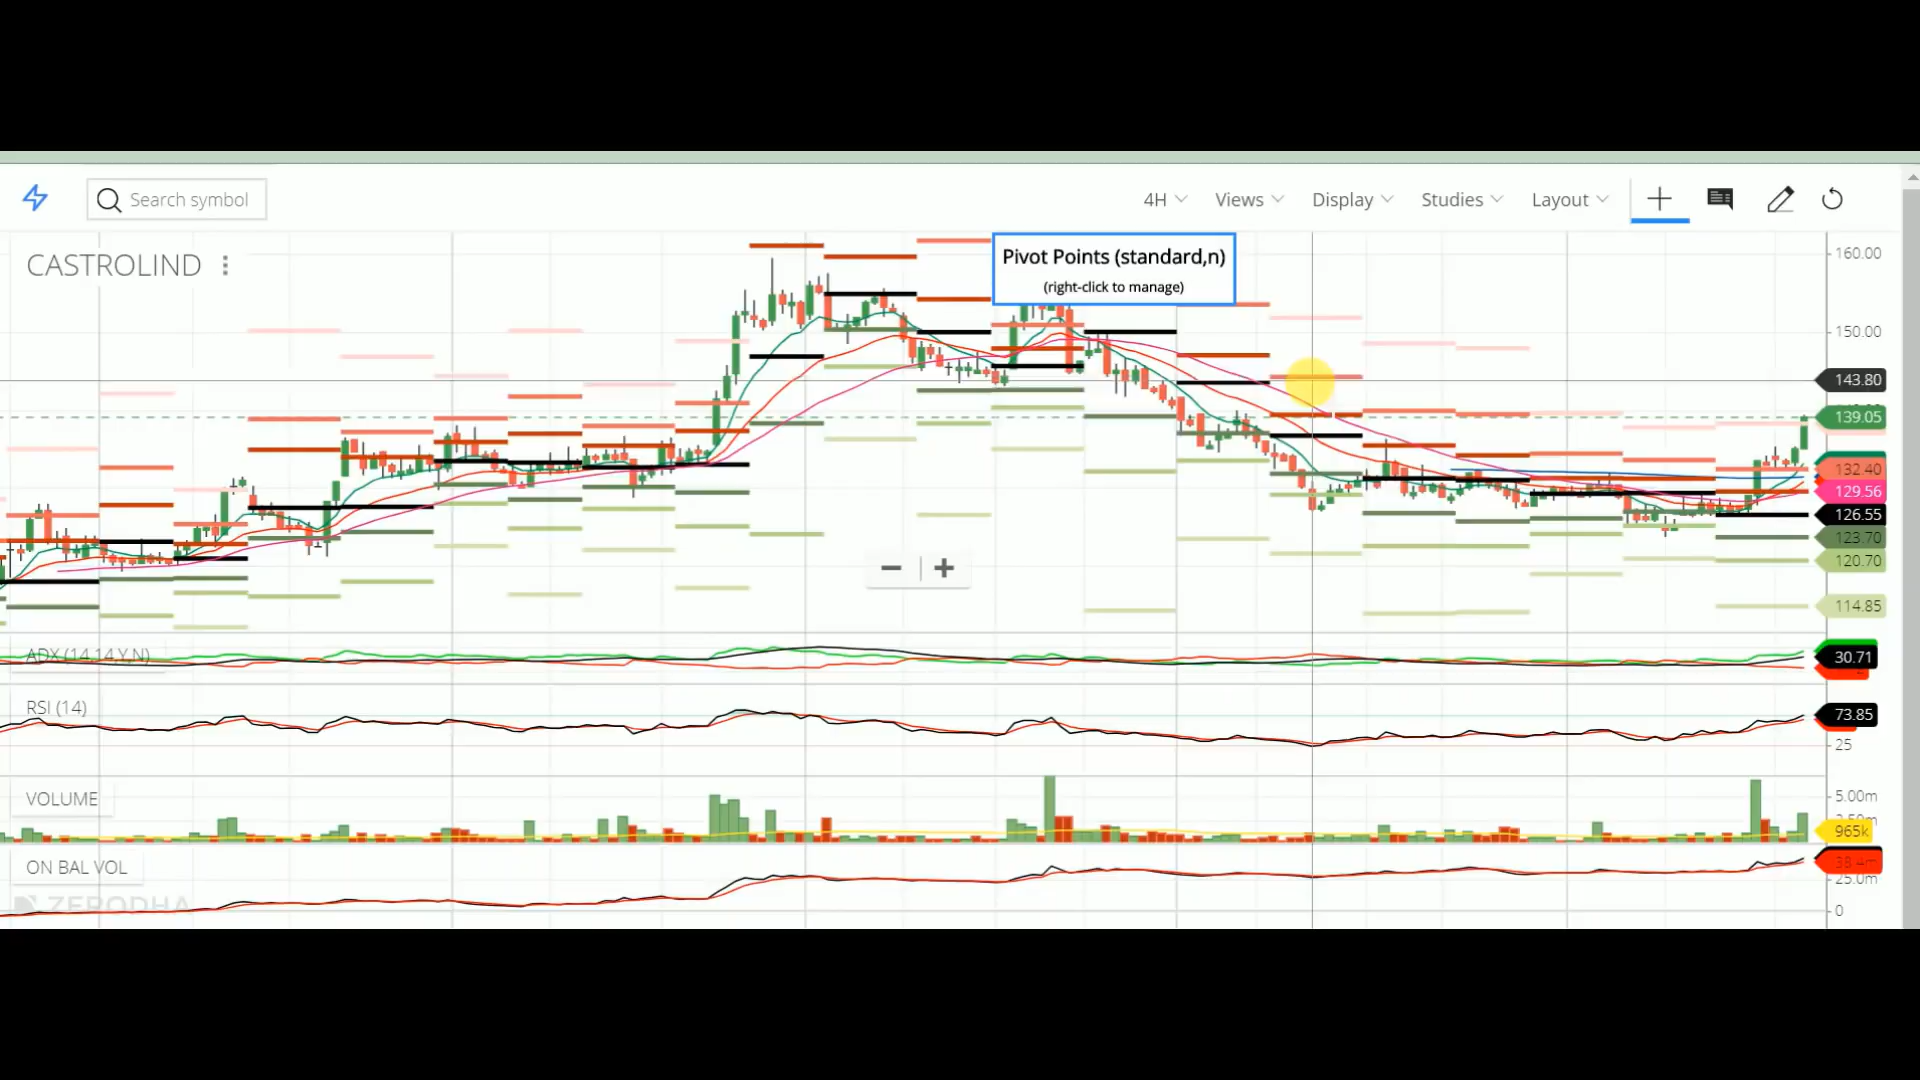 Search symbol
4H Views Display Studies Layout
CASTROLIND
Pivot Points (standard,n)
(right-click to manage)
160.00
150.00
143.80
139.05
132.40
129.56
126.55
123.70
120.70
114.85
ADX (14,14,Y,N)
30.71
RSI (14)
73.85
25
VOLUME
5.00m
965k
ON BAL VOL
38.4m
25.0m
ZERODHA
0